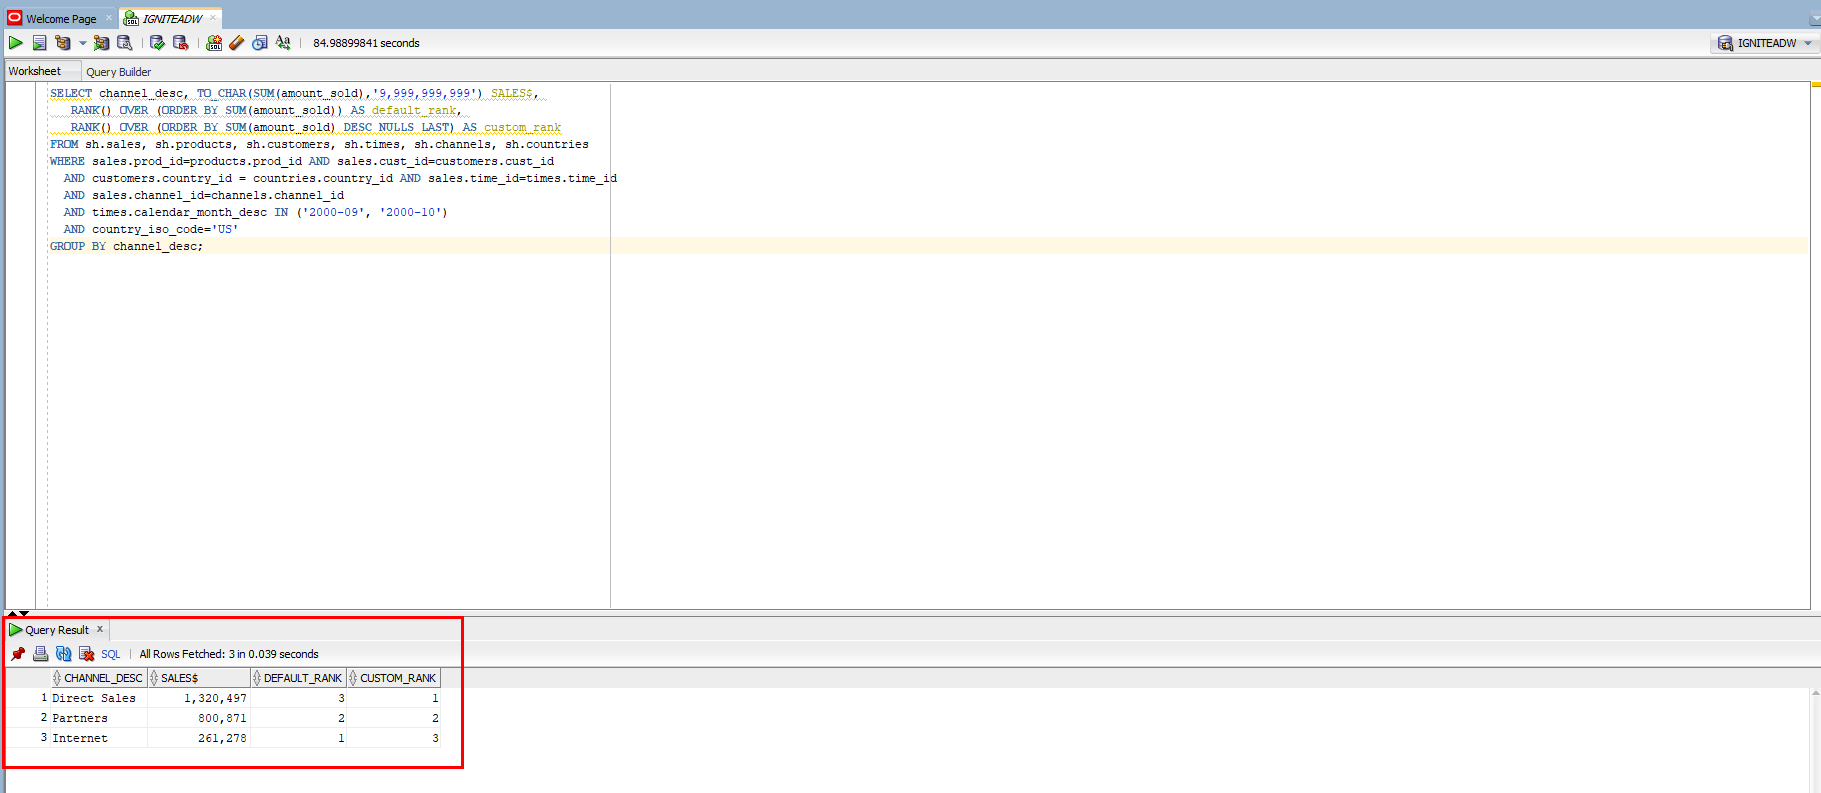 Welcome Page
IGNITEADW
84.98899841 seconds
IGNITEADW
Worksheet
Query Builder
SELECT channel_desc, TO_CHAR(SUM(amount_sold),'9,999,999,999') SALES$,
RANK() OVER (ORDER BY SUM(amount_sold)) AS default_rank,
RANK() OVER (ORDER BY SUM(amount_sold) DESC NULLS LAST) AS custom_rank
FROM sh.sales, sh.products, sh.customers, sh.times, sh.channels, sh.countries
WHERE sales.prod_id=products.prod_id AND sales.cust_id=customers.cust_id
AND customers.country_id = countries.country_id AND sales.time_id=times.time_id
AND sales.channel_id=channels.channel_id
AND times.calendar_month_desc IN ('2000-09', '2000-10')
AND country_iso_code='US'
GROUP BY channel_desc;
Query Result
SQL | All Rows Fetched: 3 in 0.039 seconds
CHANNEL_DESC SALES$ DEFAULT_RANK CUSTOM_RANK
1 Direct Sales 1,320,497 3 1
2 Partners 800,871 2 2
3 Internet 261,278 1 3